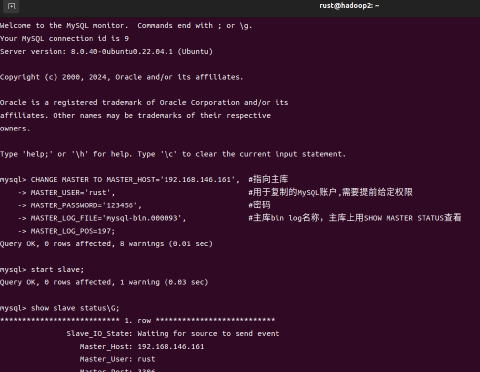 rust@hadoop2: ~
Welcome to the MySQL monitor.  Commands end with ; or \g.
Your MySQL connection id is 9
Server version: 8.0.40-0ubuntu0.22.04.1 (Ubuntu)
Copyright (c) 2000, 2024, Oracle and/or its affiliates.
Oracle is a registered trademark of Oracle Corporation and/or its
affiliates. Other names may be trademarks of their respective
owners.
Type 'help;' or '\h' for help. Type '\c' to clear the current input statement.
mysql> CHANGE MASTER TO MASTER_HOST='192.168.146.161',  #指向主库
    -> MASTER_USER='rust',                              #用于复制的MySQL账户,需要提前给定权限
    -> MASTER_PASSWORD='123456',                        #密码
    -> MASTER_LOG_FILE='mysql-bin.000093',              #主库bin log名称，主库上用SHOW MASTER STATUS查看
    -> MASTER_LOG_POS=197;
Query OK, 0 rows affected, 8 warnings (0.01 sec)
mysql> start slave;
Query OK, 0 rows affected, 1 warning (0.03 sec)
mysql> show slave status\G;
*************************** 1. row ***************************
               Slave_IO_State: Waiting for source to send event
                  Master_Host: 192.168.146.161
                  Master_User: rust
                  Master_Port: 3306